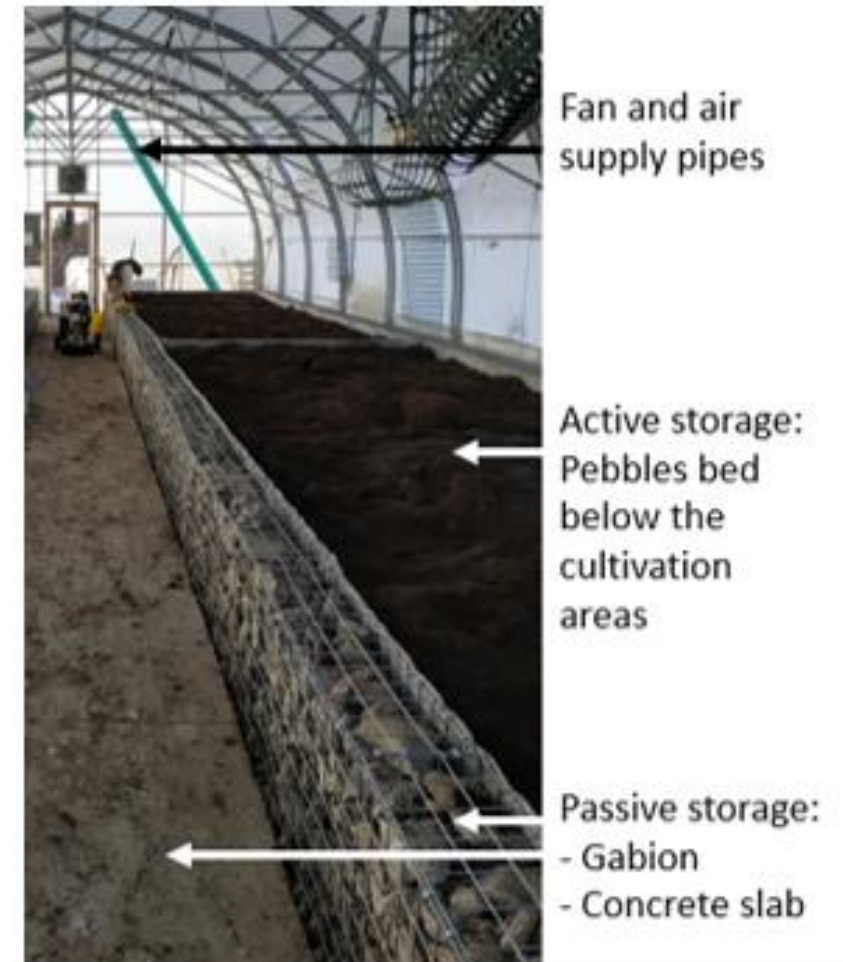 Fan and air
supply pipes
Active storage:
Pebbles bed
below the
cultivation
areas
Passive storage:
- Gabion
- Concrete slab